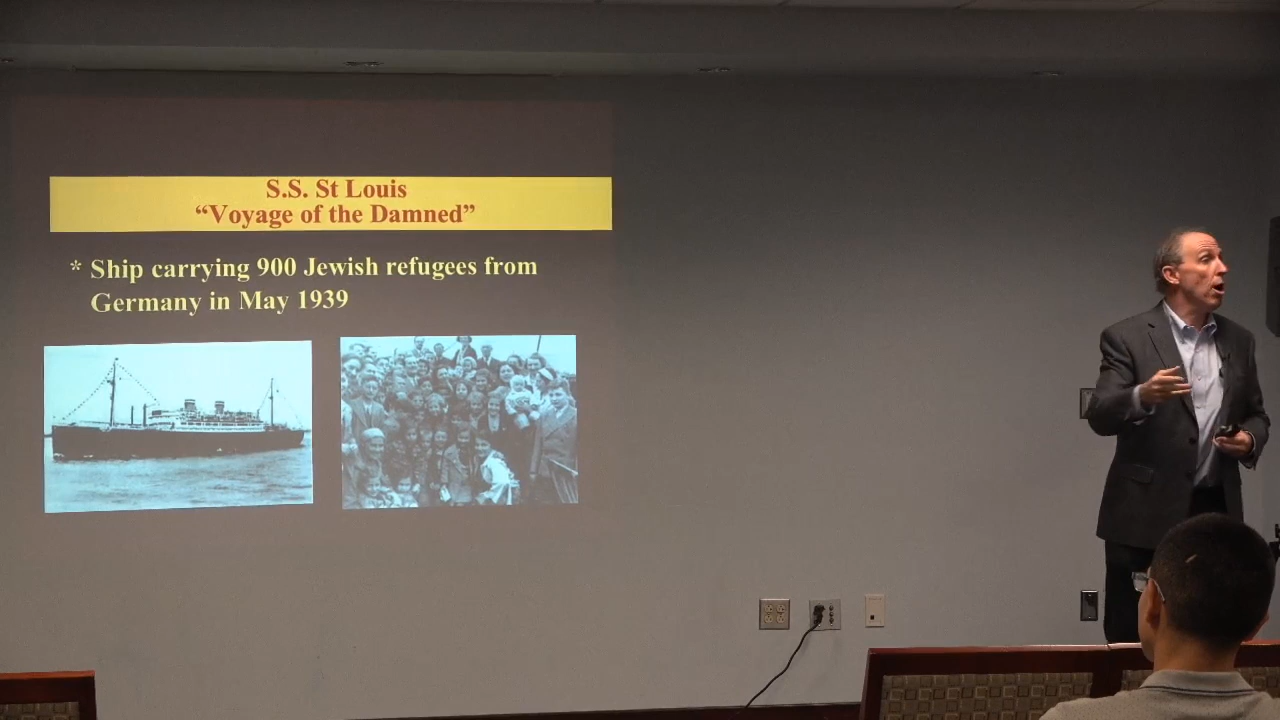 S.S. St Louis
“Voyage of the Damned”
* Ship carrying 900 Jewish refugees from
Germany in May 1939